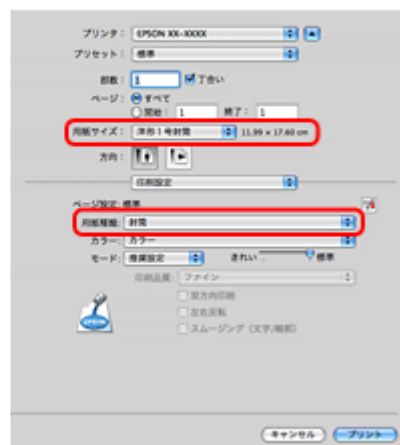 プリンタ： EPSON XX-XXXX
プリセット： 標準
部数： 1 丁合い
ページ： すべて
開始： 1 終了： 1
用紙サイズ： 洋形1号封筒 11.99 x 17.60 cm
方向：
印刷設定
ページ設定: 標準
用紙種類: 封筒
カラー: カラー
モード: 推奨設定 きれい 標準
印刷品質: ファイン
双方向印刷
左右反転
スムージング（文字/輪郭）
EPSON
キャンセル プリント